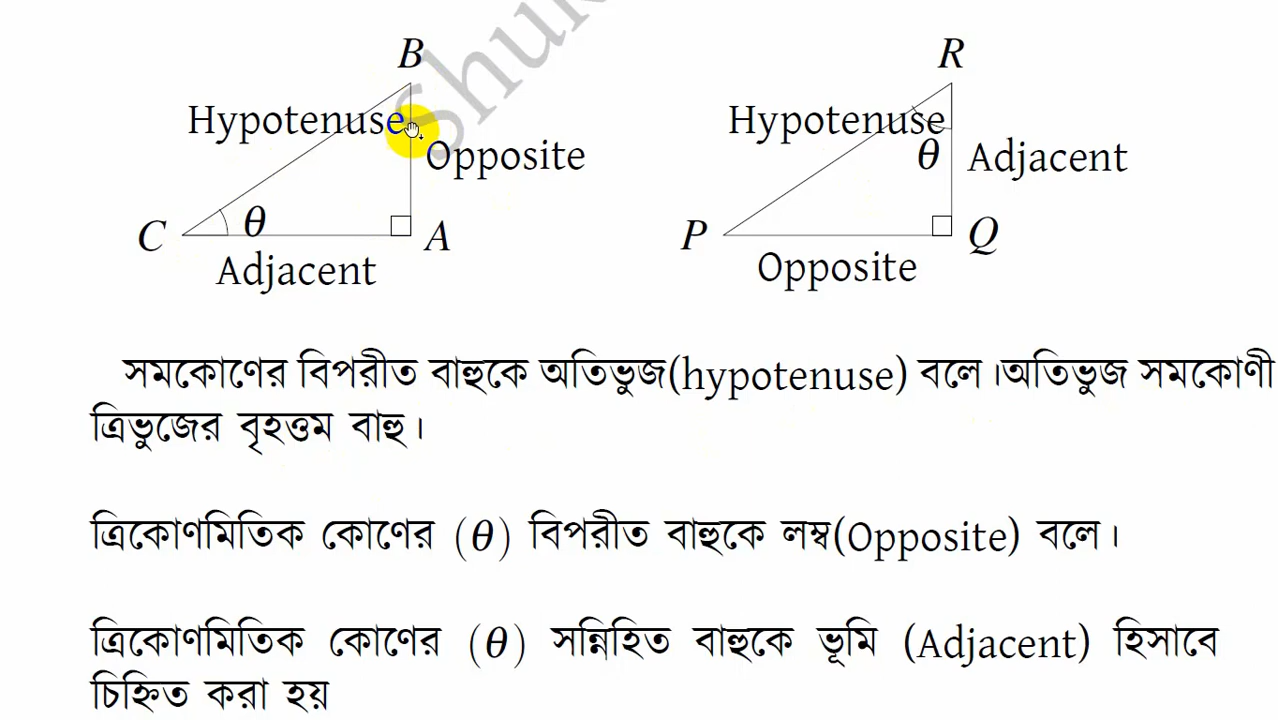 Shuk
B
R
Hypotenuse
Hypotenuse
Opposite
θ
Adjacent
θ
C
A
P
Q
Adjacent
Opposite
সমকোণের বিপরীত বাহুকে অতিভুজ(hypotenuse) বলে।অতিভুজ সমকোণী
ত্রিভুজের বৃহত্তম বাহু।
ত্রিকোণমিতিক কোণের (θ) বিপরীত বাহুকে লম্ব(Opposite) বলে।
ত্রিকোণমিতিক কোণের (θ) সন্নিহিত বাহুকে ভূমি (Adjacent) হিসাবে
চিহ্নিত করা হয়